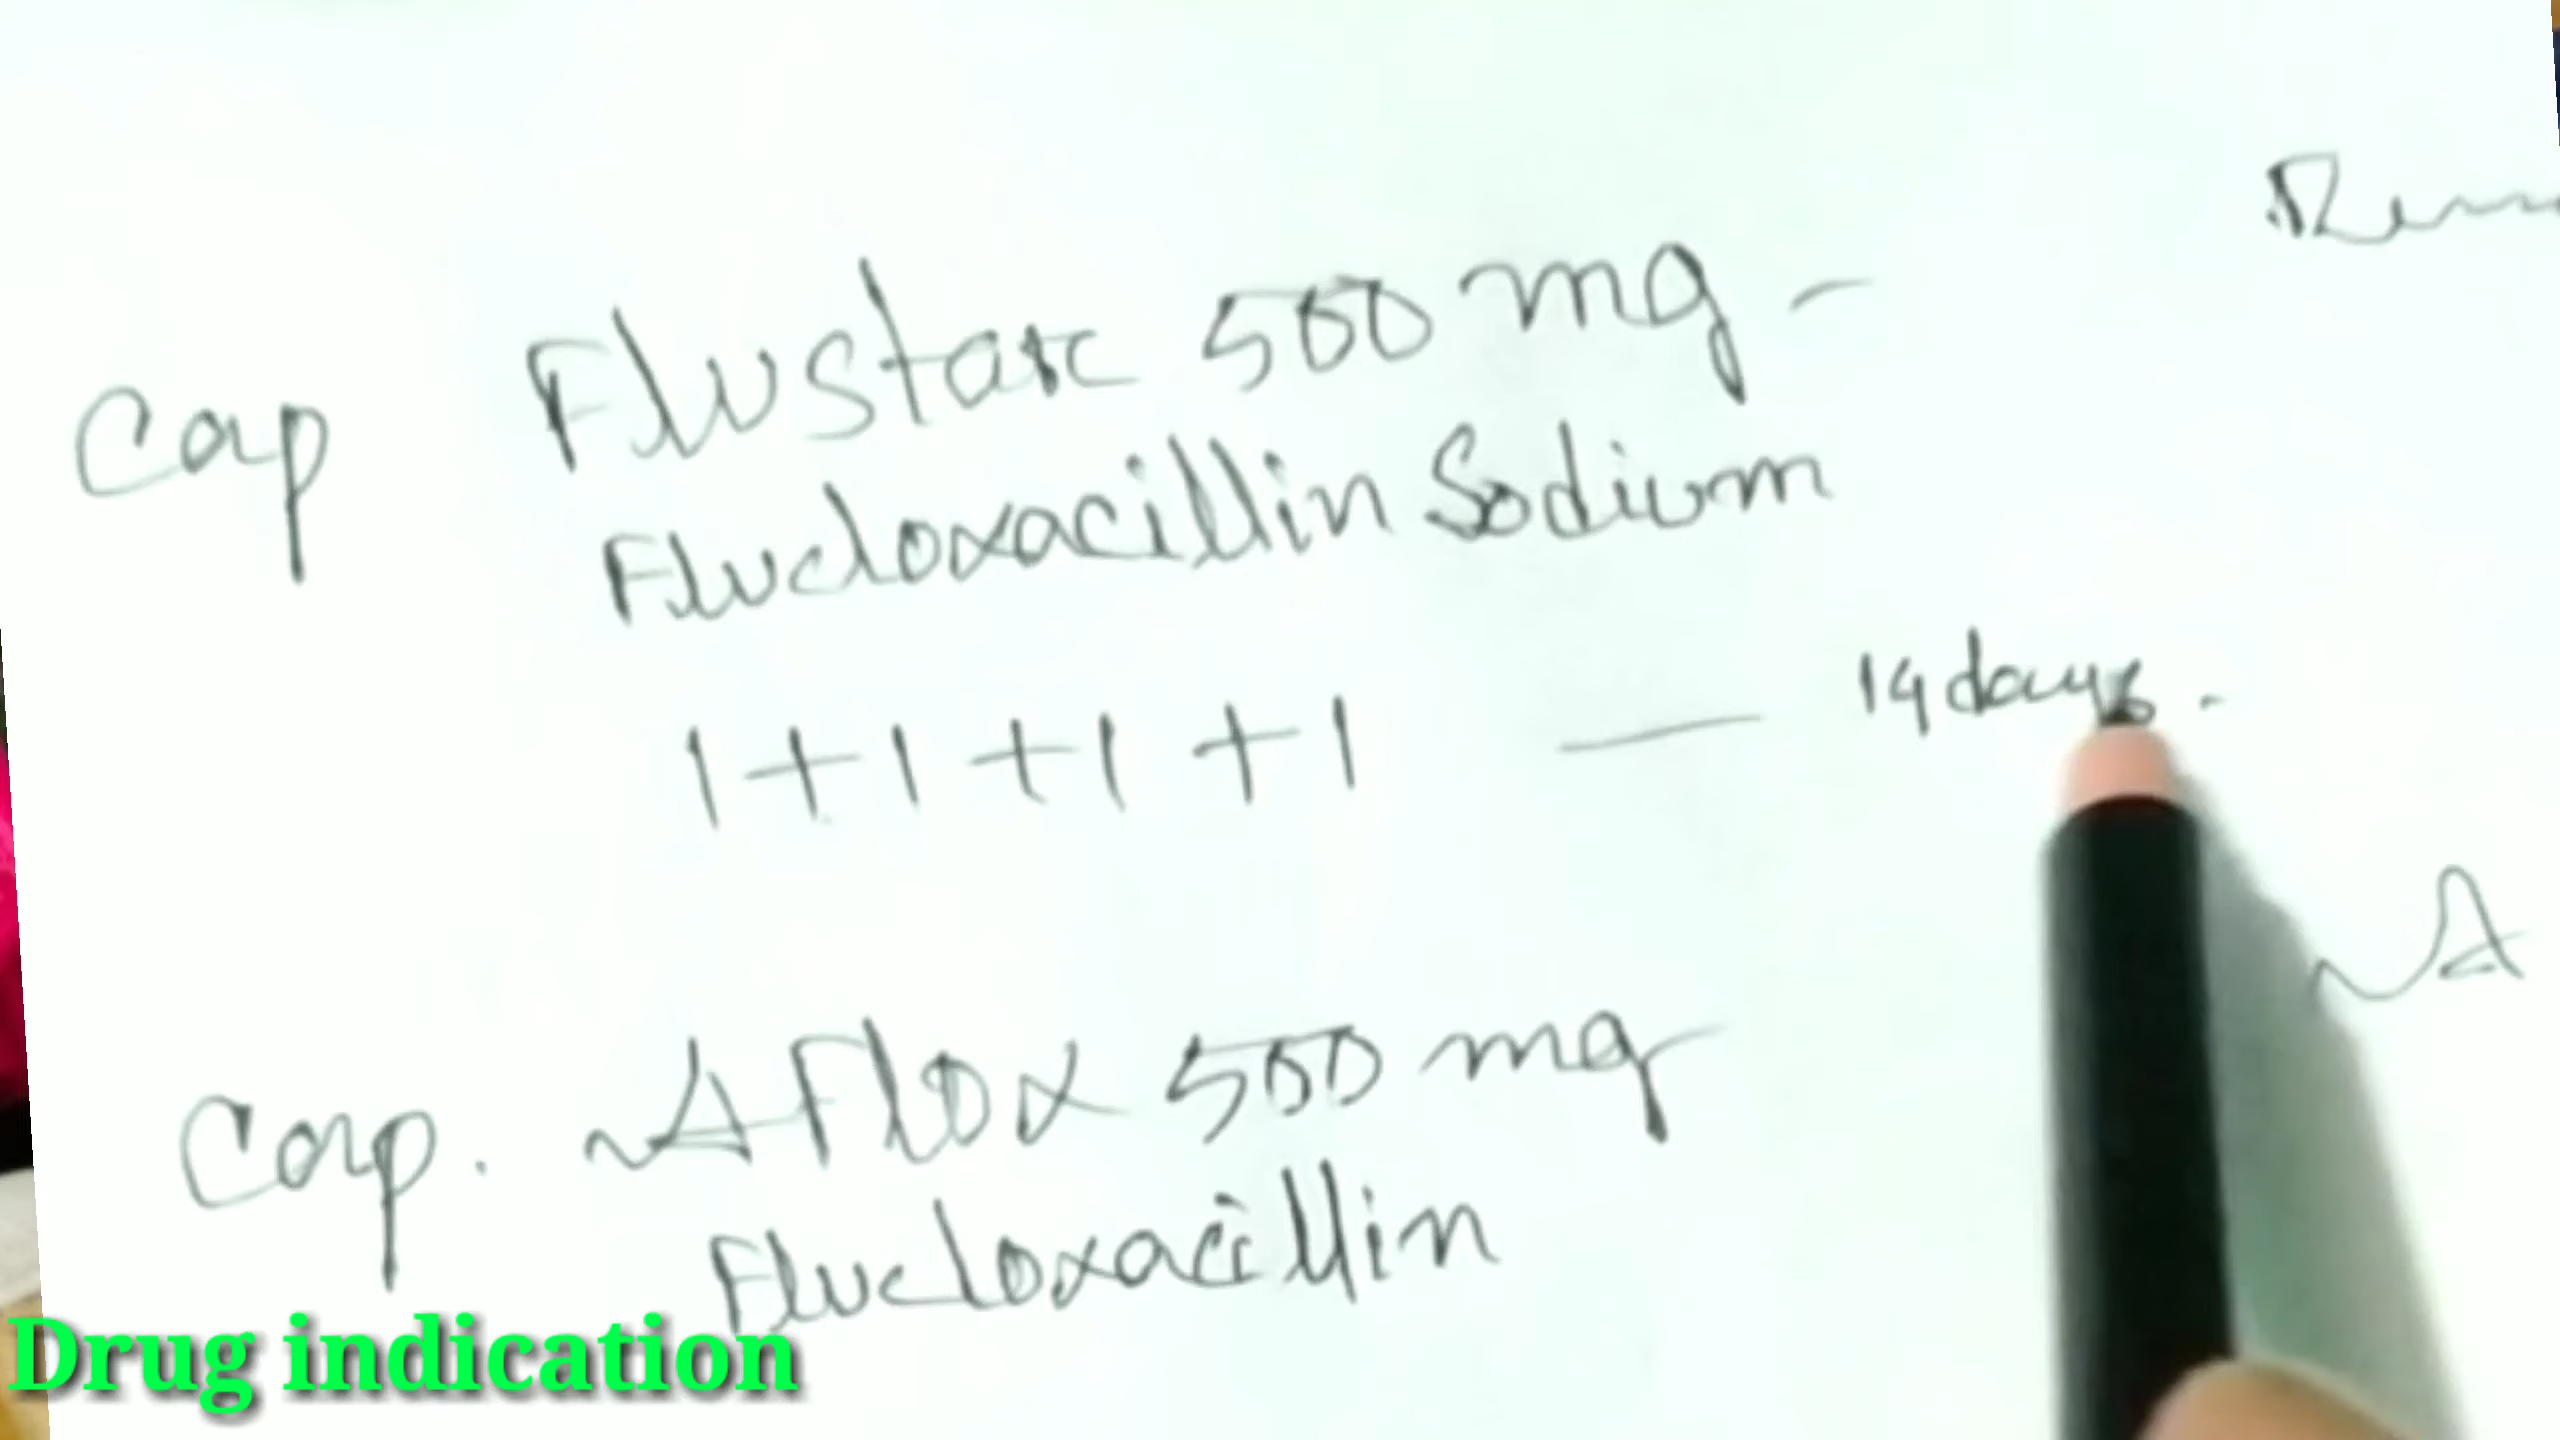 Cap Flustar 500 mg -
Flucloxacillin Sodium
1 + 1 + 1 + 1 — 14 days.
Cap. A Flox 500 mg
Flucloxacillin
Drug indication